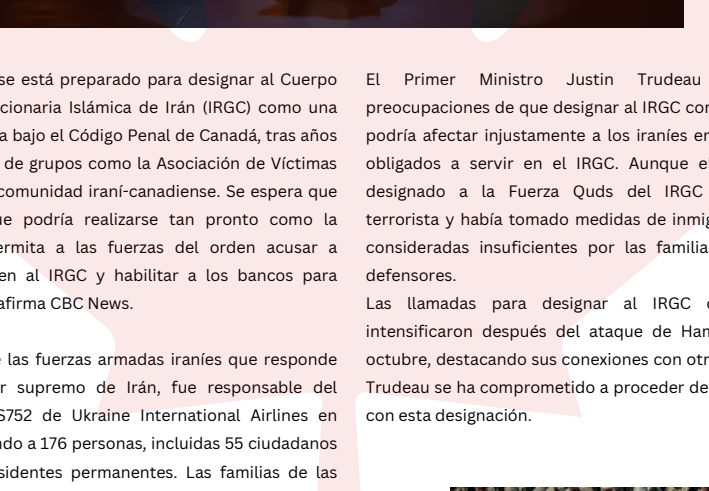 se está preparado para designar al Cuerpo
cionaria Islámica de Irán (IRGC) como una
a bajo el Código Penal de Canadá, tras años
de grupos como la Asociación de Víctimas
comunidad iraní-canadiense. Se espera que
ue podría realizarse tan pronto como la
ermita a las fuerzas del orden acusar a
en al IRGC y habilitar a los bancos para
afirma CBC News.
las fuerzas armadas iraníes que responde
r supremo de Irán, fue responsable del
S752 de Ukraine International Airlines en
ndo a 176 personas, incluidas 55 ciudadanos
sidentes permanentes. Las familias de las
El Primer Ministro Justin Trudeau
preocupaciones de que designar al IRGC cor
podría afectar injustamente a los iraníes er
obligados a servir en el IRGC. Aunque e
designado a la Fuerza Quds del IRGC
terrorista y había tomado medidas de inmig
consideradas insuficientes por las familia
defensores.
Las llamadas para designar al IRGC
intensificaron después del ataque de Har
octubre, destacando sus conexiones con otr
Trudeau se ha comprometido a proceder de
con esta designación.